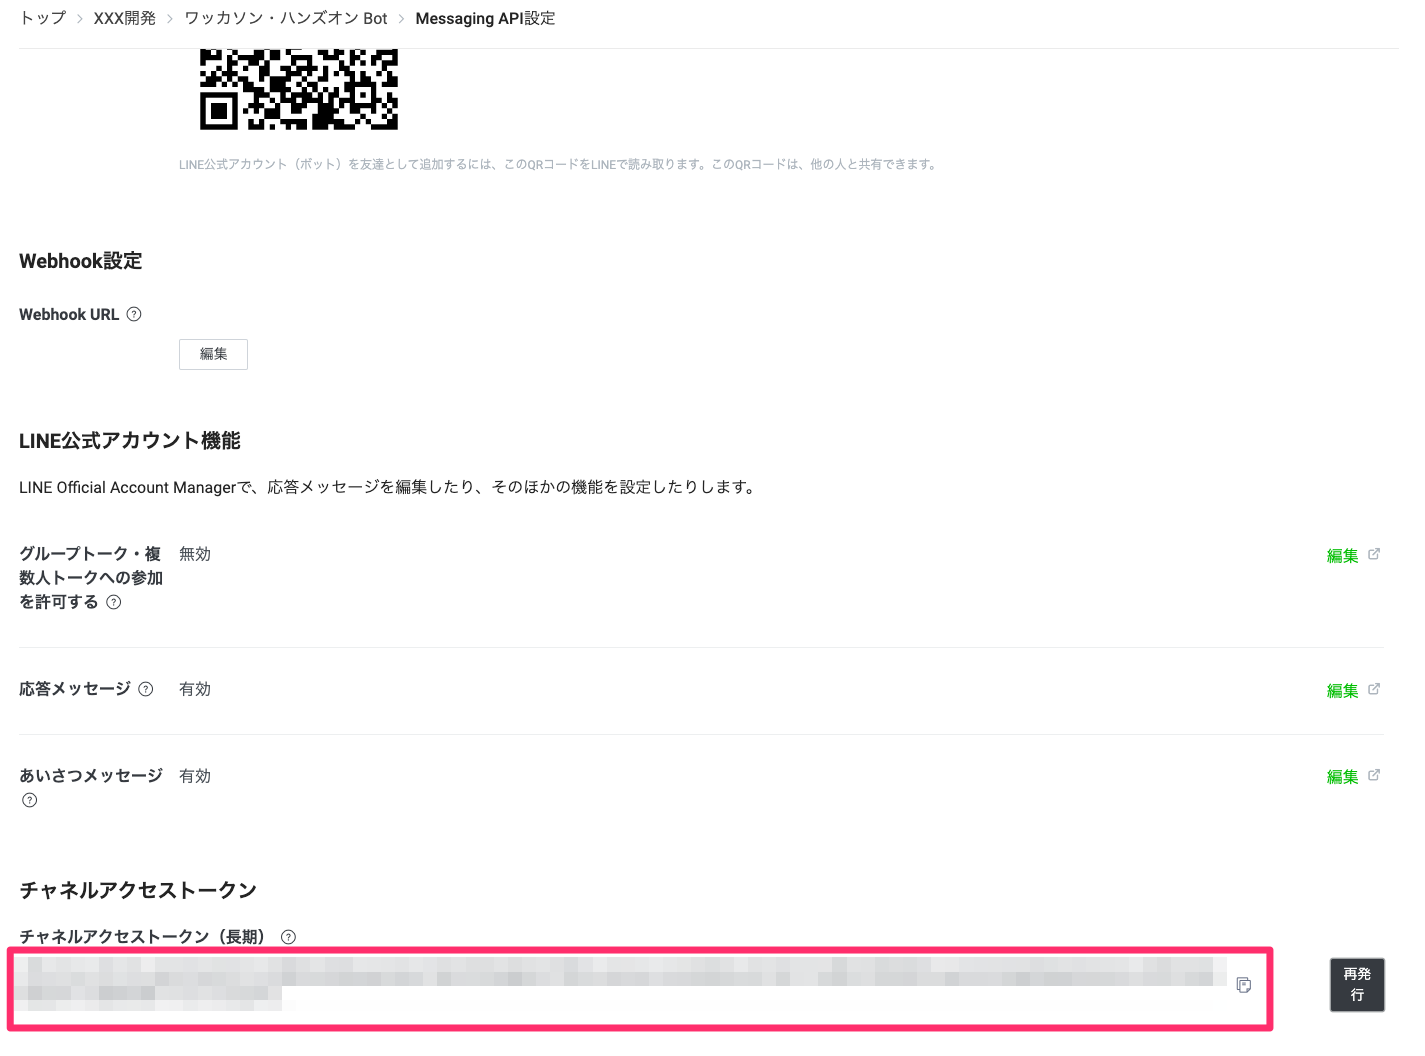 トップ > XXX開発 > ワッカソン・ハンズオン Bot > Messaging API設定
LINE公式アカウント（ボット）を友達として追加するには、このQRコードをLINEで読み取ります。このQRコードは、他の人と共有できます。
Webhook設定
Webhook URL
編集
LINE公式アカウント機能
LINE Official Account Managerで、応答メッセージを編集したり、そのほかの機能を設定したりします。
グループトーク・複 無効 編集
数人トークへの参加
を許可する
応答メッセージ 有効 編集
あいさつメッセージ 有効 編集
チャネルアクセストークン
チャネルアクセストークン（長期）
再発
行